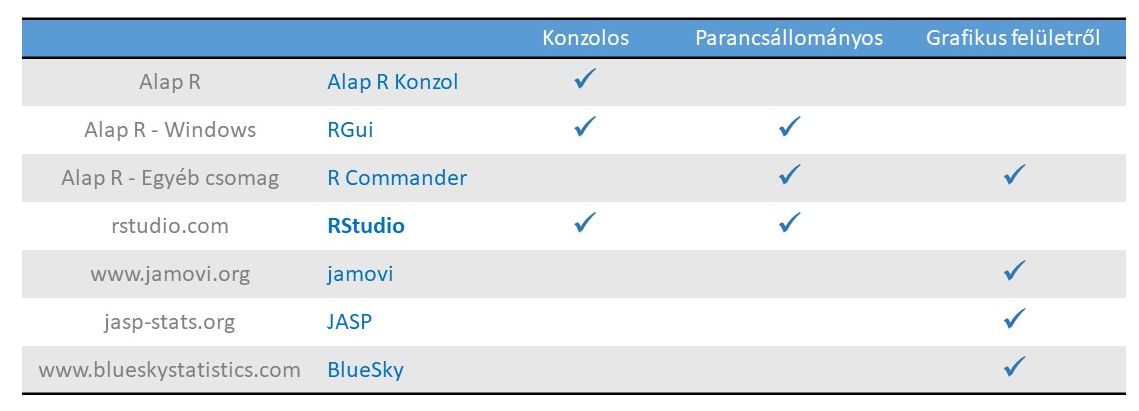 Konzolos Parancsállományos Grafikus felületről
Alap R Alap R Konzol ✓
Alap R - Windows RGui ✓ ✓
Alap R - Egyéb csomag R Commander ✓ ✓
rstudio.com RStudio ✓ ✓
www.jamovi.org jamovi ✓
jasp-stats.org JASP ✓
www.blueskystatistics.com BlueSky ✓